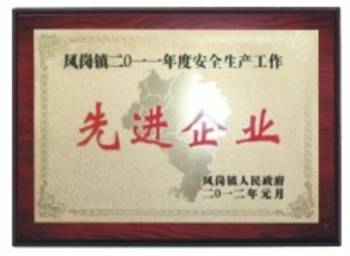 凤岗镇二〇一一年度安全生产工作
先进企业
凤岗镇人民政府
二〇一二年元月